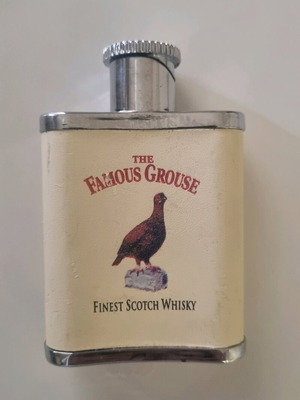 THE
FAMOUS GROUSE
FINEST SCOTCH WHISKY